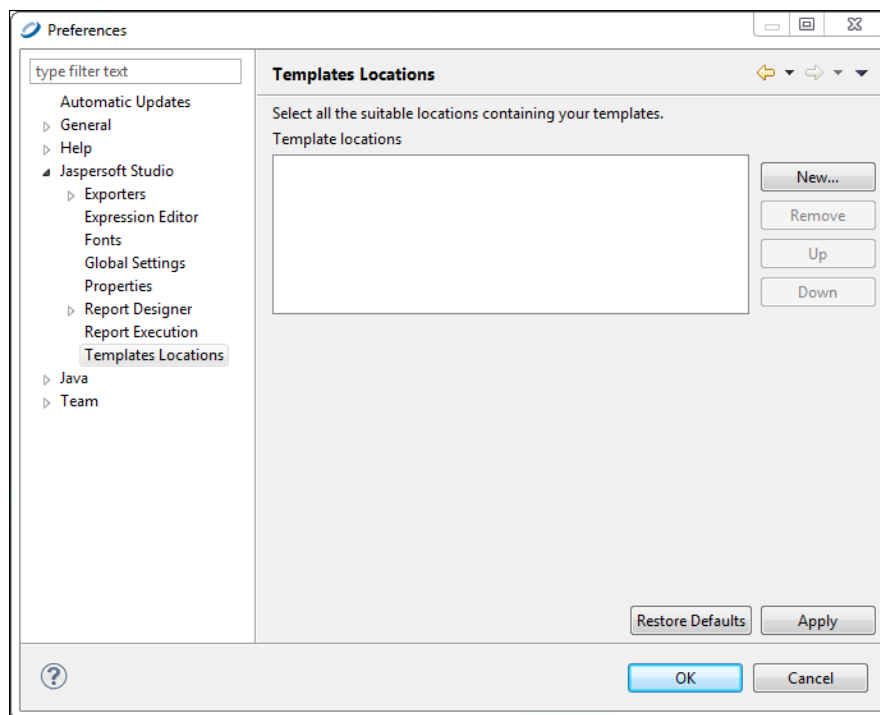 Preferences
type filter text
Automatic Updates
General
Help
Jaspersoft Studio
Exporters
Expression Editor
Fonts
Global Settings
Properties
Report Designer
Report Execution
Templates Locations
Java
Team
Templates Locations
Select all the suitable locations containing your templates.
Template locations
New...
Remove
Up
Down
Restore Defaults
Apply
?
OK
Cancel